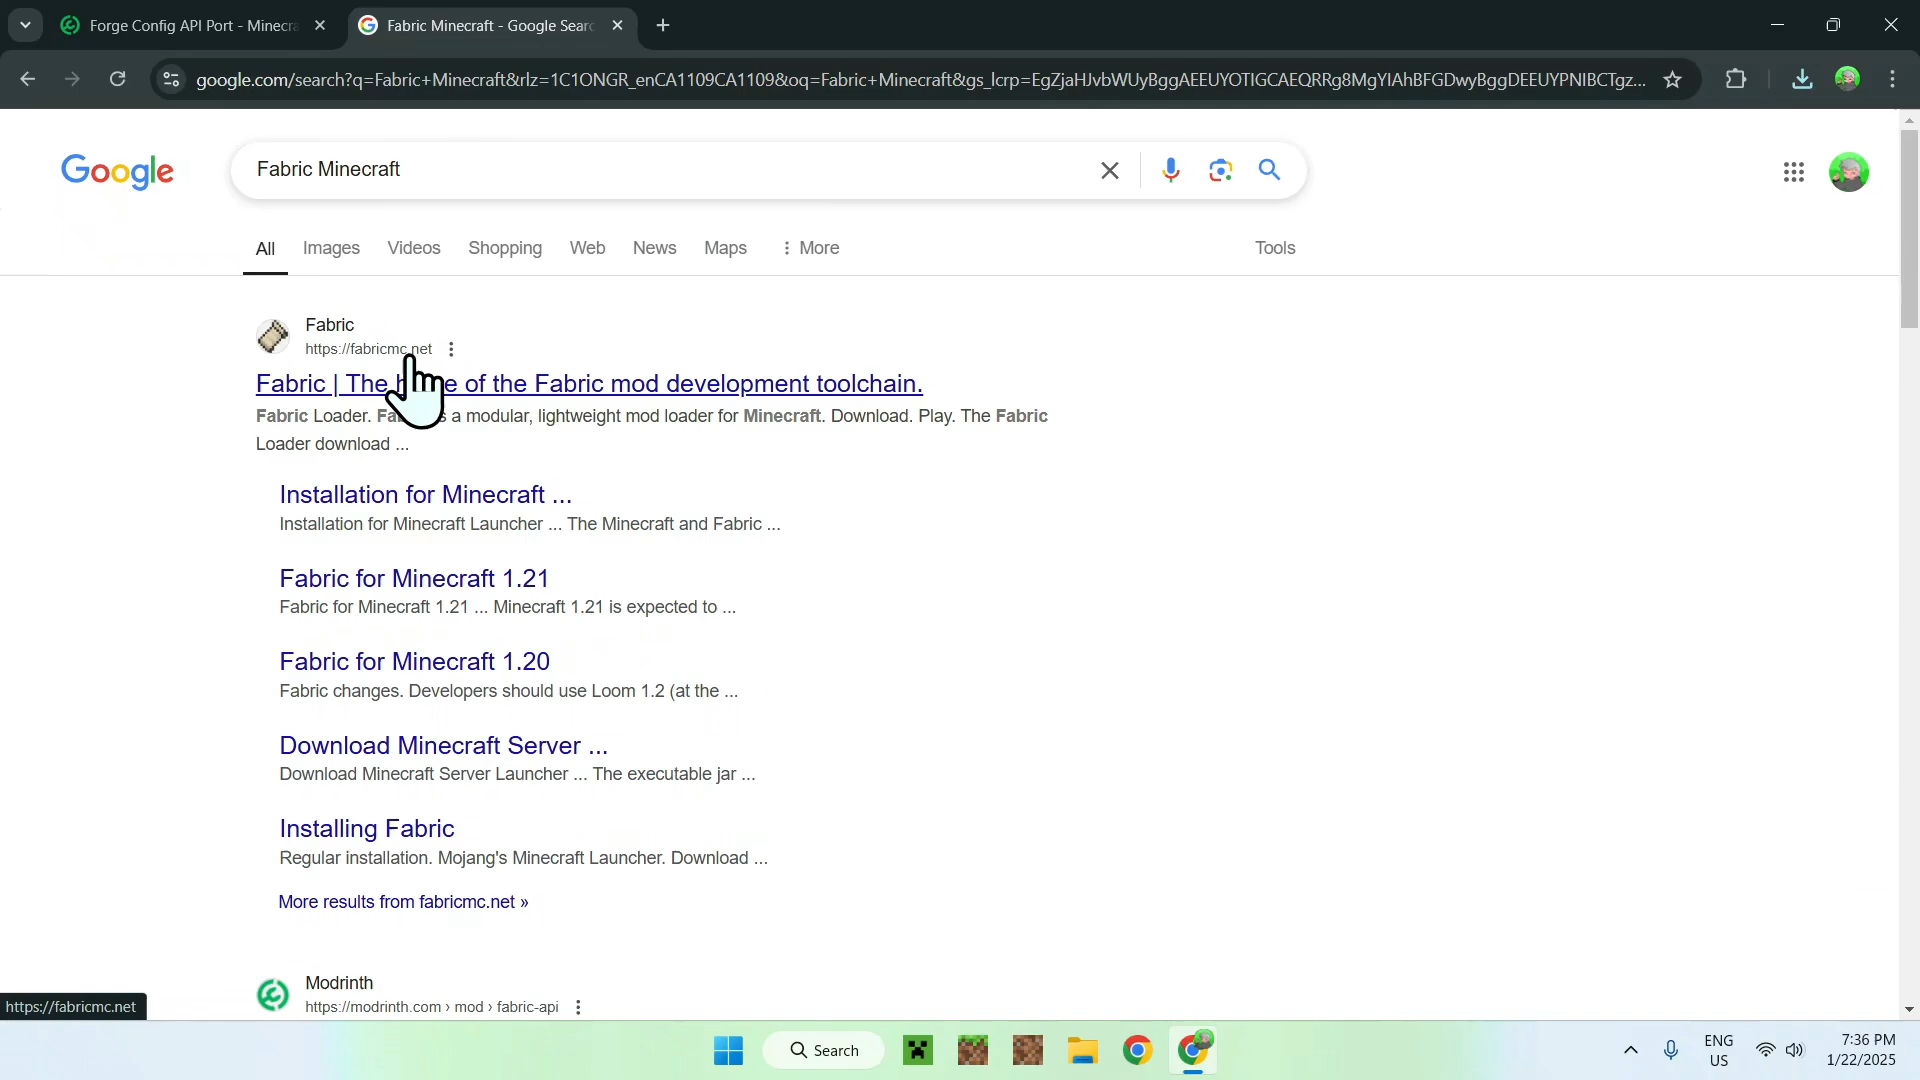 Forge Config API Port - Minecra
Fabric Minecraft - Google Searc
google.com/search?q=Fabric+Minecraft&rlz=1C1ONGR_enCA1109CA1109&oq=Fabric+Minecraft&gs_lcrp=EgZjaHJvbWUyBggAEEUYOTIGCAEQRRg8MgYIAhBFGDwyBggDEEUYPNIBCTgz...
Google
Fabric Minecraft
All Images Videos Shopping Web News Maps More Tools
Fabric
https://fabricmc.net
Fabric | The of the Fabric mod development toolchain.
Fabric Loader. a modular, lightweight mod loader for Minecraft. Download. Play. The Fabric
Loader download ...
Installation for Minecraft ...
Installation for Minecraft Launcher ... The Minecraft and Fabric ...
Fabric for Minecraft 1.21
Fabric for Minecraft 1.21 ... Minecraft 1.21 is expected to ...
Fabric for Minecraft 1.20
Fabric changes. Developers should use Loom 1.2 (at the ...
Download Minecraft Server ...
Download Minecraft Server Launcher ... The executable jar ...
Installing Fabric
Regular installation. Mojang's Minecraft Launcher. Download ...
More results from fabricmc.net »
Modrinth
https://modrinth.com › mod › fabric-api
https://fabricmc.net
Search
ENG
US
7:36 PM
1/22/2025